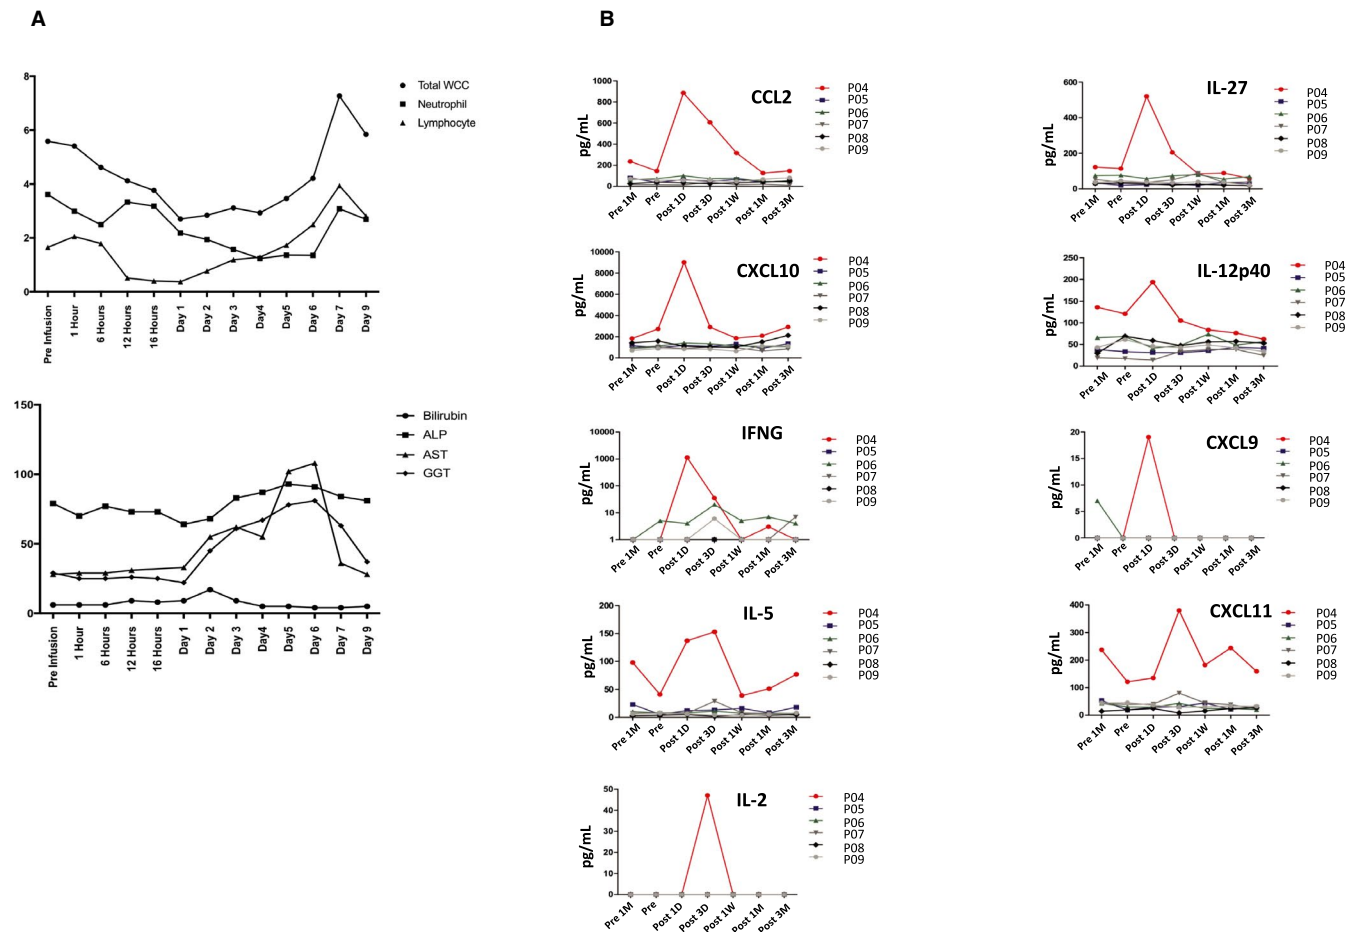 A
8
6
4
2
0
Total WCC
Neutrophil
Lymphocyte
Pre Infusion
1 Hour
6 Hours
12 Hours
16 Hours
Day 1
Day 2
Day 3
Day4
Day5
Day 6
Day 7
Day 9
150
100
50
0
Bilirubin
ALP
AST
GGT
Pre Infusion
1 Hour
6 Hours
12 Hours
16 Hours
Day 1
Day 2
Day 3
Day4
Day5
Day 6
Day 7
Day 9
B
CCL2
pg/mL
1000
800
600
400
200
0
Pre 1M
Pre
Post 1D
Post 3D
Post 1W
Post 1M
Post 3M
P04
P05
P06
P07
P08
P09
CXCL10
pg/mL
10000
8000
6000
4000
2000
0
Pre 1M
Pre
Post 1D
Post 3D
Post 1W
Post 1M
Post 3M
P04
P05
P06
P07
P08
P09
IFNG
pg/mL
10000
1000
100
10
1
Pre 1M
Pre
Post 1D
Post 3D
Post 1W
Post 1M
Post 3M
P04
P05
P06
P07
P08
P09
IL-5
pg/mL
200
150
100
50
0
Pre 1M
Pre
Post 1D
Post 3D
Post 1W
Post 1M
Post 3M
P04
P05
P06
P07
P08
P09
IL-2
pg/mL
50
40
30
20
10
0
Pre 1M
Pre
Post 1D
Post 3D
Post 1W
Post 1M
Post 3M
P04
P05
P06
P07
P08
P09
IL-27
pg/mL
600
400
200
0
Pre 1M
Pre
Post 1D
Post 3D
Post 1W
Post 1M
Post 3M
P04
P05
P06
P07
P08
P09
IL-12p40
pg/mL
250
200
150
100
50
0
Pre 1M
Pre
Post 1D
Post 3D
Post 1W
Post 1M
Post 3M
P04
P05
P06
P07
P08
P09
CXCL9
pg/mL
20
15
10
5
0
Pre 1M
Pre
Post 1D
Post 3D
Post 1W
Post 1M
Post 3M
P04
P05
P06
P07
P08
P09
CXCL11
pg/mL
400
300
200
100
0
Pre 1M
Pre
Post 1D
Post 3D
Post 1W
Post 1M
Post 3M
P04
P05
P06
P07
P08
P09